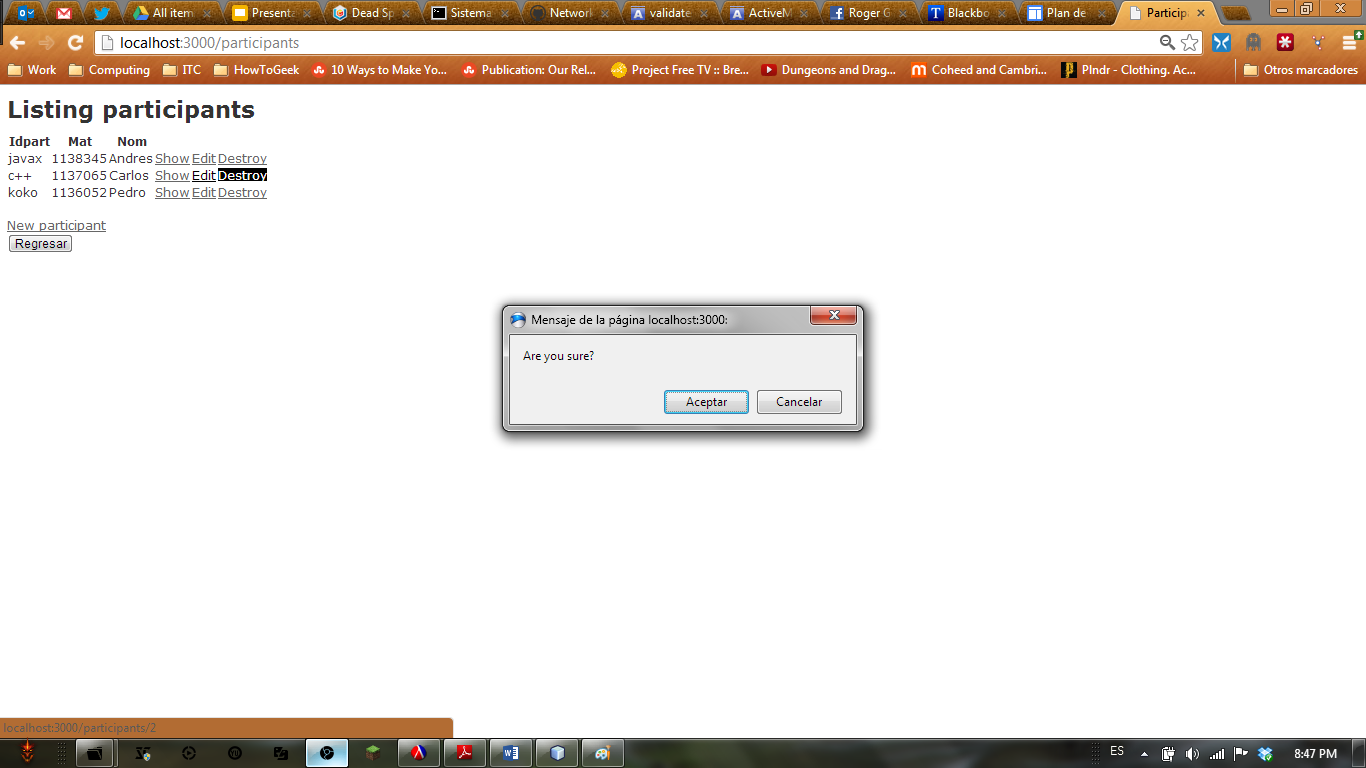 All item
Presenta
Dead Sp
Sistema
Network
validate
ActiveM
Roger G
Blackbo
Plan de
Particip
localhost:3000/participants
Work Computing ITC HowToGeek 10 Ways to Make Yo... Publication: Our Rel... Project Free TV :: Bre... Dungeons and Drag... Coheed and Cambri... PIndr - Clothing. Ac... Otros marcadores
Listing participants
Idpart Mat Nom
javax 1138345 Andres Show Edit Destroy
c++ 1137065 Carlos Show Edit Destroy
koko 1136052 Pedro Show Edit Destroy
New participant
Regresar
Mensaje de la página localhost:3000:
Are you sure?
Aceptar Cancelar
localhost:3000/participants/2
ES 8:47 PM